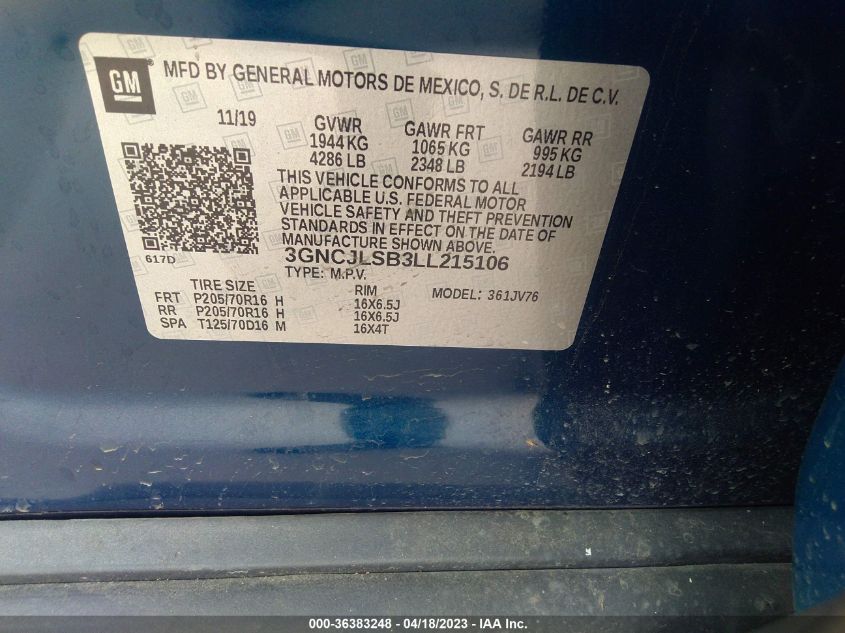 GM
MFD BY GENERAL MOTORS DE MEXICO, S. DE R.L. DE C.V.
11/19 GVWR GAWR FRT GAWR RR
1944 KG 1065 KG 995 KG
4286 LB 2348 LB 2194 LB
THIS VEHICLE CONFORMS TO ALL
APPLICABLE U.S. FEDERAL MOTOR
VEHICLE SAFETY AND THEFT PREVENTION
STANDARDS IN EFFECT ON THE DATE OF
MANUFACTURE SHOWN ABOVE.
617D 3GNCJLSB3LL215106
TYPE: M.P.V.
TIRE SIZE RIM MODEL: 361JV76
FRT P205/70R16 H 16X6.5J
RR P205/70R16 H 16X6.5J
SPA T125/70D16 M 16X4T
000-36383248 - 04/18/2023 - IAA Inc.